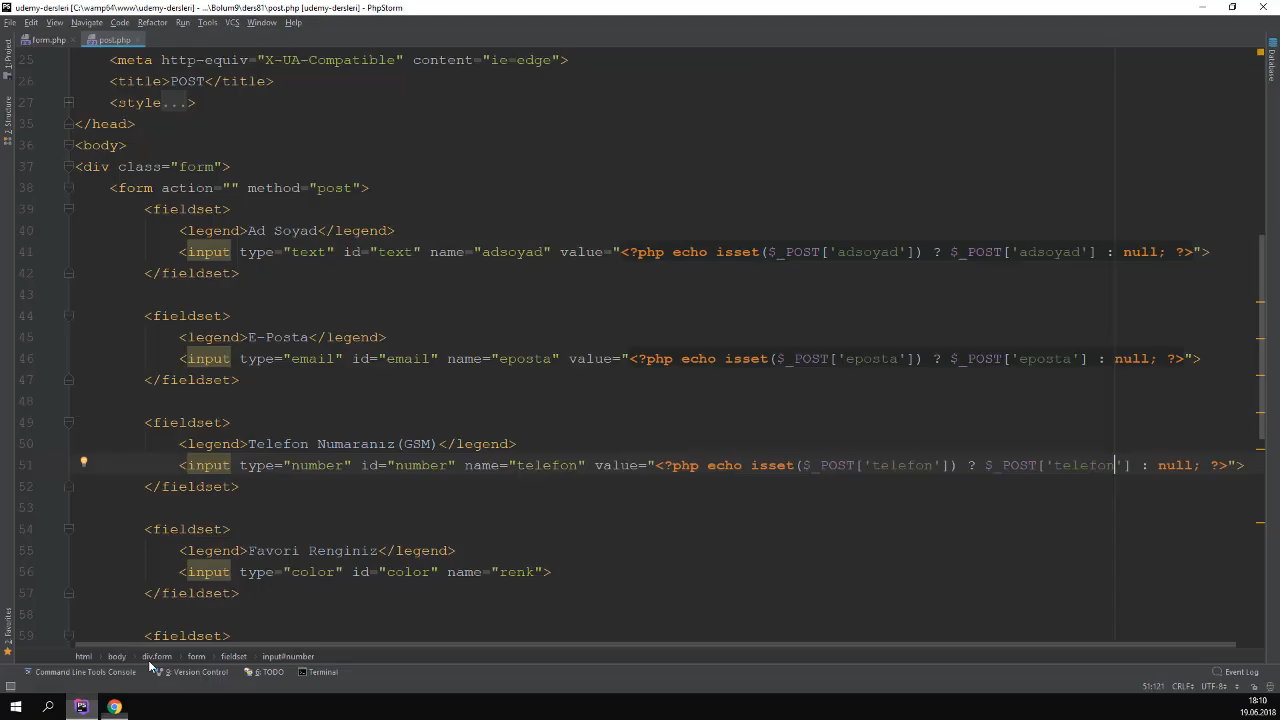 udemy-dersleri [C:\wamp64\www\udemy-dersleri] - ...\Bolum9\ders81\post.php [udemy-dersleri] - PhpStorm
File Edit View Navigate Code Refactor Run Tools VCS Window Help
form.php post.php
1: Project
2: Structure
2: Favorites
Database
25 <meta http-equiv="X-UA-Compatible" content="ie=edge">
26 <title>POST</title>
27 <style...>
35 </head>
36 <body>
37 <div class="form">
38 <form action="" method="post">
39 <fieldset>
40 <legend>Ad Soyad</legend>
41 <input type="text" id="text" name="adsoyad" value="<?php echo isset($_POST['adsoyad']) ? $_POST['adsoyad'] : null; ?>">
42 </fieldset>
43
44 <fieldset>
45 <legend>E-Posta</legend>
46 <input type="email" id="email" name="eposta" value="<?php echo isset($_POST['eposta']) ? $_POST['eposta'] : null; ?>">
47 </fieldset>
48
49 <fieldset>
50 <legend>Telefon Numaranız(GSM)</legend>
51 <input type="number" id="number" name="telefon" value="<?php echo isset($_POST['telefon']) ? $_POST['telefon'] : null; ?>">
52 </fieldset>
53
54 <fieldset>
55 <legend>Favori Renginiz</legend>
56 <input type="color" id="color" name="renk">
57 </fieldset>
58
59 <fieldset>
html body div.form form fieldset input#number
Command Line Tools Console 9: Version Control 6: TODO Terminal Event Log
51:121 CRLF UTF-8
PS
18:10
19.06.2018